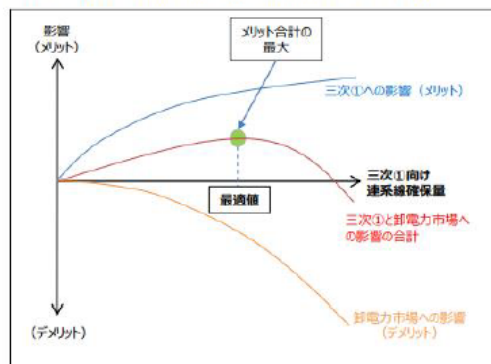 影響
（メリット）
メリット合計の
最大
三次①への影響（メリット）
三次①向け
連系線確保量
最適値
三次①と卸電力市場へ
の影響の合計
卸電力市場への影響
（デメリット）
（デメリット）